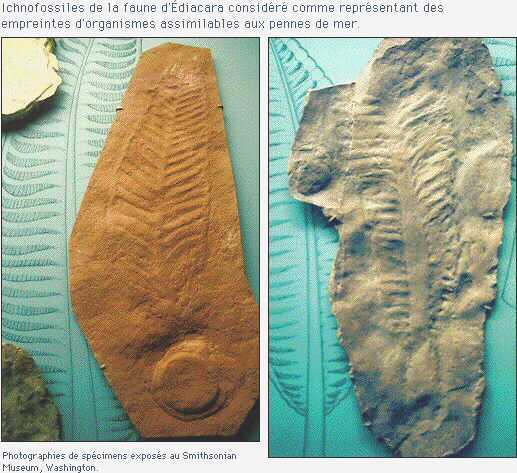 Ichnofossiles de la faune d'Édiacara considéré comme représentant des
empreintes d'organismes assimilables aux pennes de mer.
Photographies de spécimens exposés au Smithsonian
Museum, Washington.